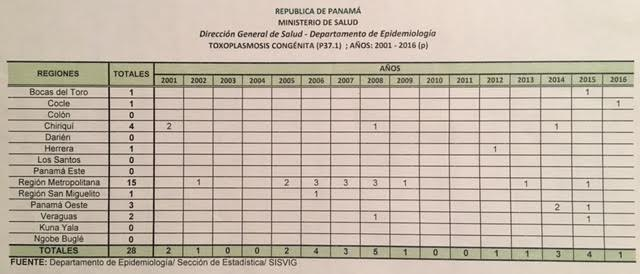 REPUBLICA DE PANAMÁ
MINISTERIO DE SALUD
Dirección General de Salud - Departamento de Epidemiología
TOXOPLASMOSIS CONGÉNITA (P37.1) ; AÑOS: 2001 - 2016 (p)
REGIONES TOTALES AÑOS
2001 2002 2003 2004 2005 2006 2007 2008 2009 2010 2011 2012 2013 2014 2015 2016
Bocas del Toro 1 1
Cocle 1 1
Colón 0
Chiriquí 4 2 1 1
Darién 0
Herrera 1 1
Los Santos 0
Panamá Este 0
Región Metropolitana 15 1 2 3 3 3 1 1 1
Región San Miguelito 1 1
Panamá Oeste 3 2 1
Veraguas 2 1 1
Kuna Yala 0
Ngobe Buglé 0
TOTALES 28 2 1 0 0 2 4 3 5 1 0 0 1 1 3 4 1
FUENTE: Departamento de Epidemiología/ Sección de Estadística/ SISVIG